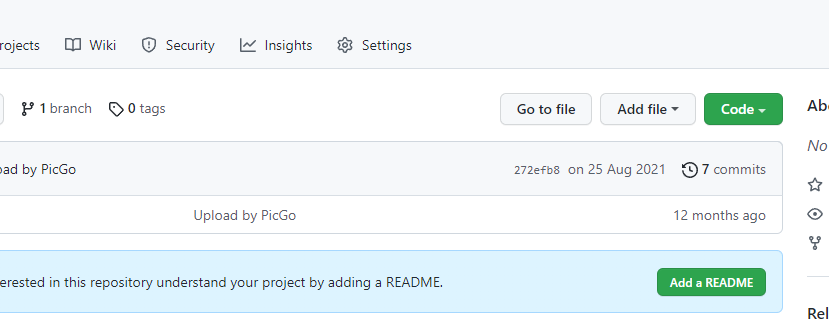 rojects Wiki Security Insights Settings
1 branch 0 tags Go to file Add file Code Abo
No
oad by PicGo 272efb8 on 25 Aug 2021 7 commits
Upload by PicGo 12 months ago
erested in this repository understand your project by adding a README. Add a README
Rel